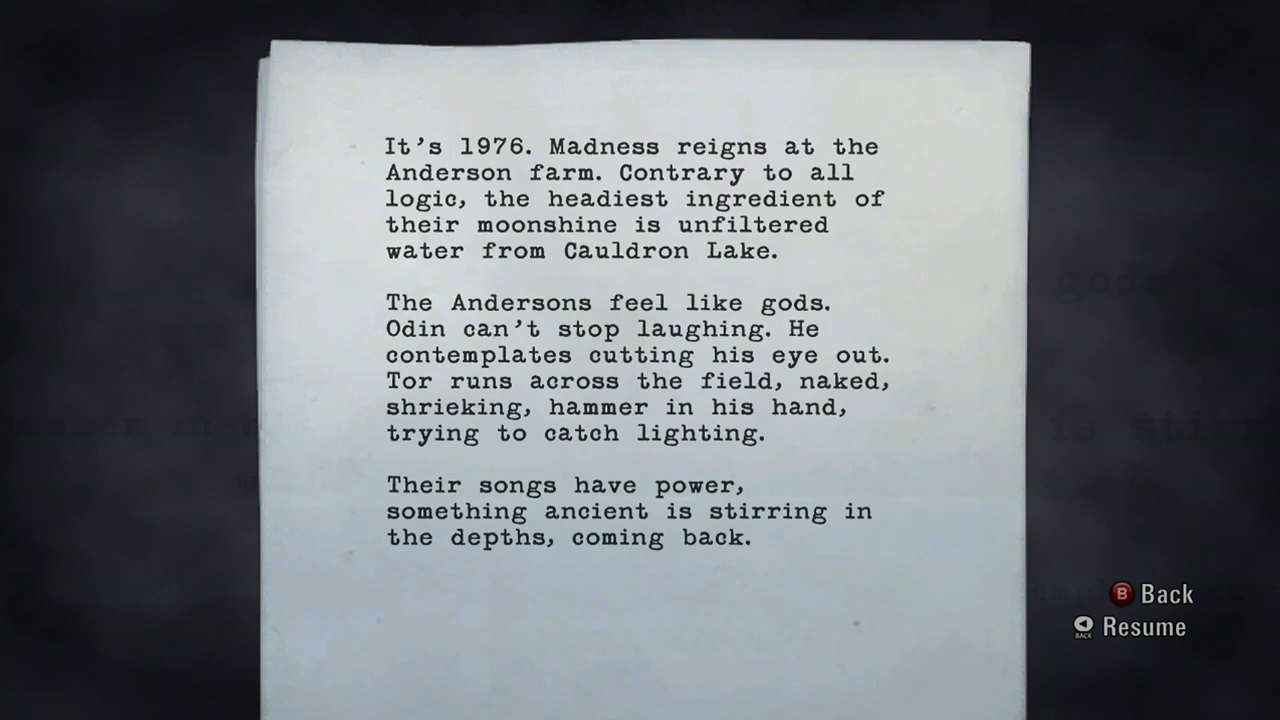 It's 1976. Madness reigns at the
Anderson farm. Contrary to all
logic, the headiest ingredient of
their moonshine is unfiltered
water from Cauldron Lake.
The Andersons feel like gods.
Odin can't stop laughing. He
contemplates cutting his eye out.
Tor runs across the field, naked,
shrieking, hammer in his hand,
trying to catch lighting.
Their songs have power,
something ancient is stirring in
the depths, coming back.
B Back
BACK Resume